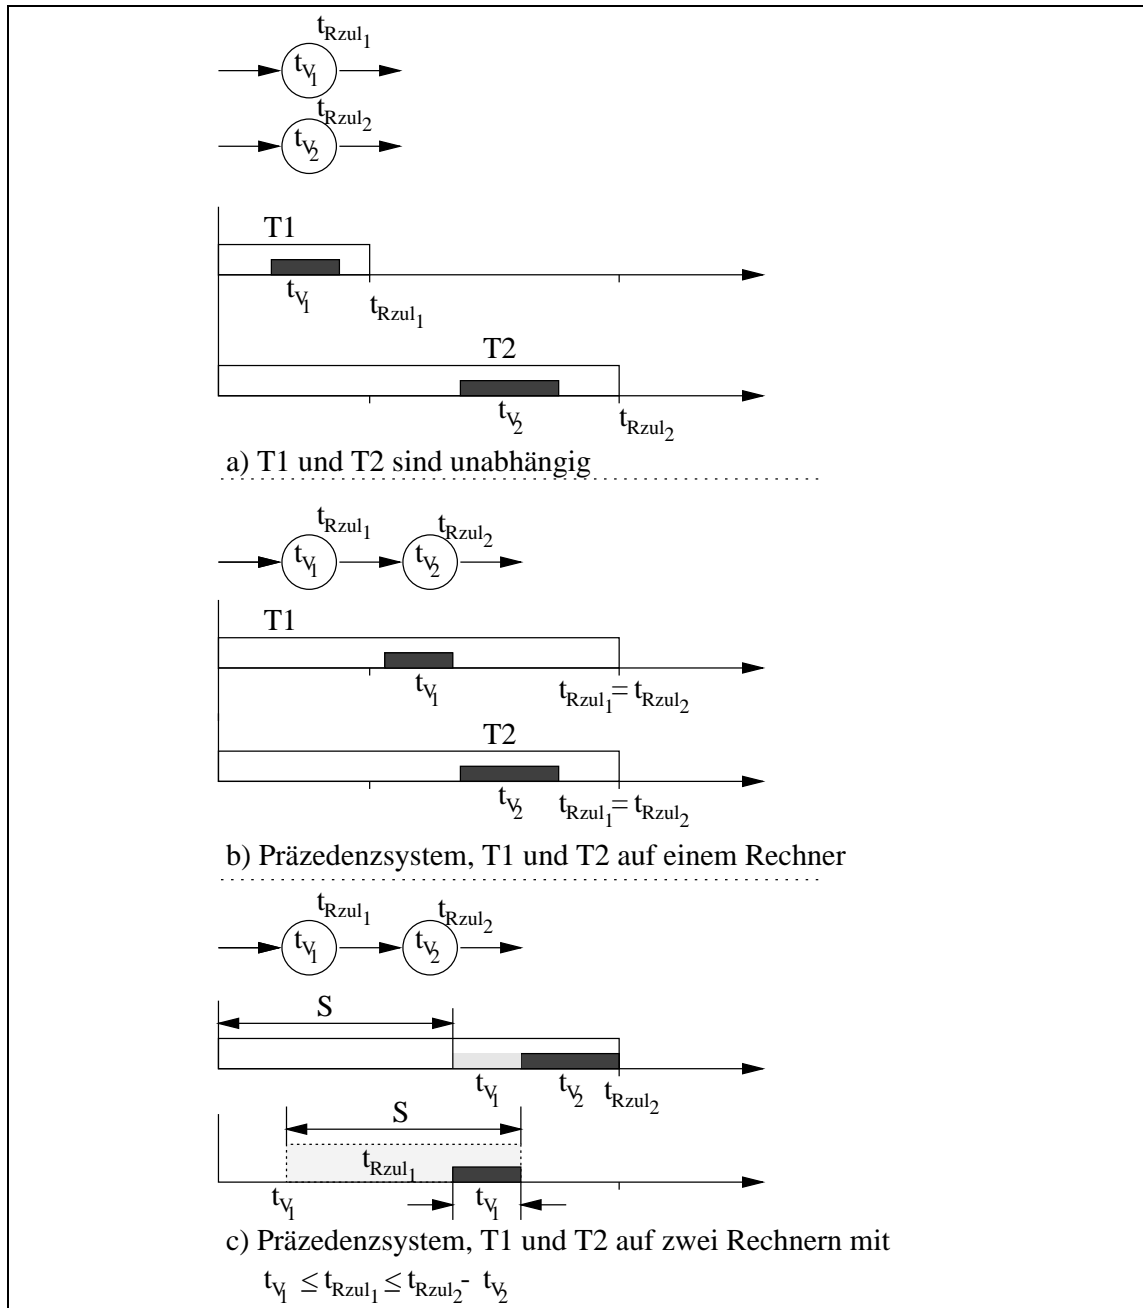 tRzul1
tV1
tRzul2
tV2
T1
tV1
tRzul1
T2
tV2
tRzul2
a) T1 und T2 sind unabhängig
tRzul1 tRzul2
tV1 tV2
T1
tV1 tRzul1 = tRzul2
T2
tV2 tRzul1 = tRzul2
b) Präzedenzsystem, T1 und T2 auf einem Rechner
tRzul1 tRzul2
tV1 tV2
S
tV1 tV2 tRzul2
S
tRzul1
tV1 tV1
c) Präzedenzsystem, T1 und T2 auf zwei Rechnern mit
tV1 ≤ tRzul1 ≤ tRzul2 - tV2